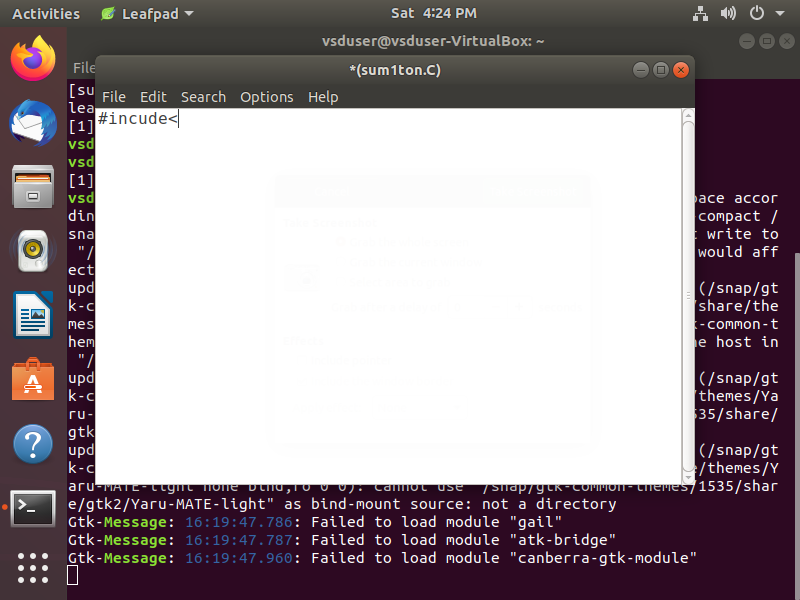 Activities Leafpad Sat 4:24 PM
vsduser@vsduser-VirtualBox: ~
File
*(sum1ton.C)
File Edit Search Options Help
#incude<
[su
lea
[1]
vsd
vsd
[1]
vsd pace accor
din -compact /
sna t write to
"/ would aff
ect
upd (/snap/gt
k-c share/the
mes k-common-t
hem e host in
"/
upd (/snap/gt
k-c /themes/Ya
ru- 535/share/
gtk
upd (/snap/gt
k-c e/themes/Y
aru-MATE-light none bind,ro 0 0): cannot use "/snap/gtk-common-themes/1535/shar
e/gtk2/Yaru-MATE-light" as bind-mount source: not a directory
Gtk-Message: 16:19:47.786: Failed to load module "gail"
Gtk-Message: 16:19:47.787: Failed to load module "atk-bridge"
Gtk-Message: 16:19:47.960: Failed to load module "canberra-gtk-module"